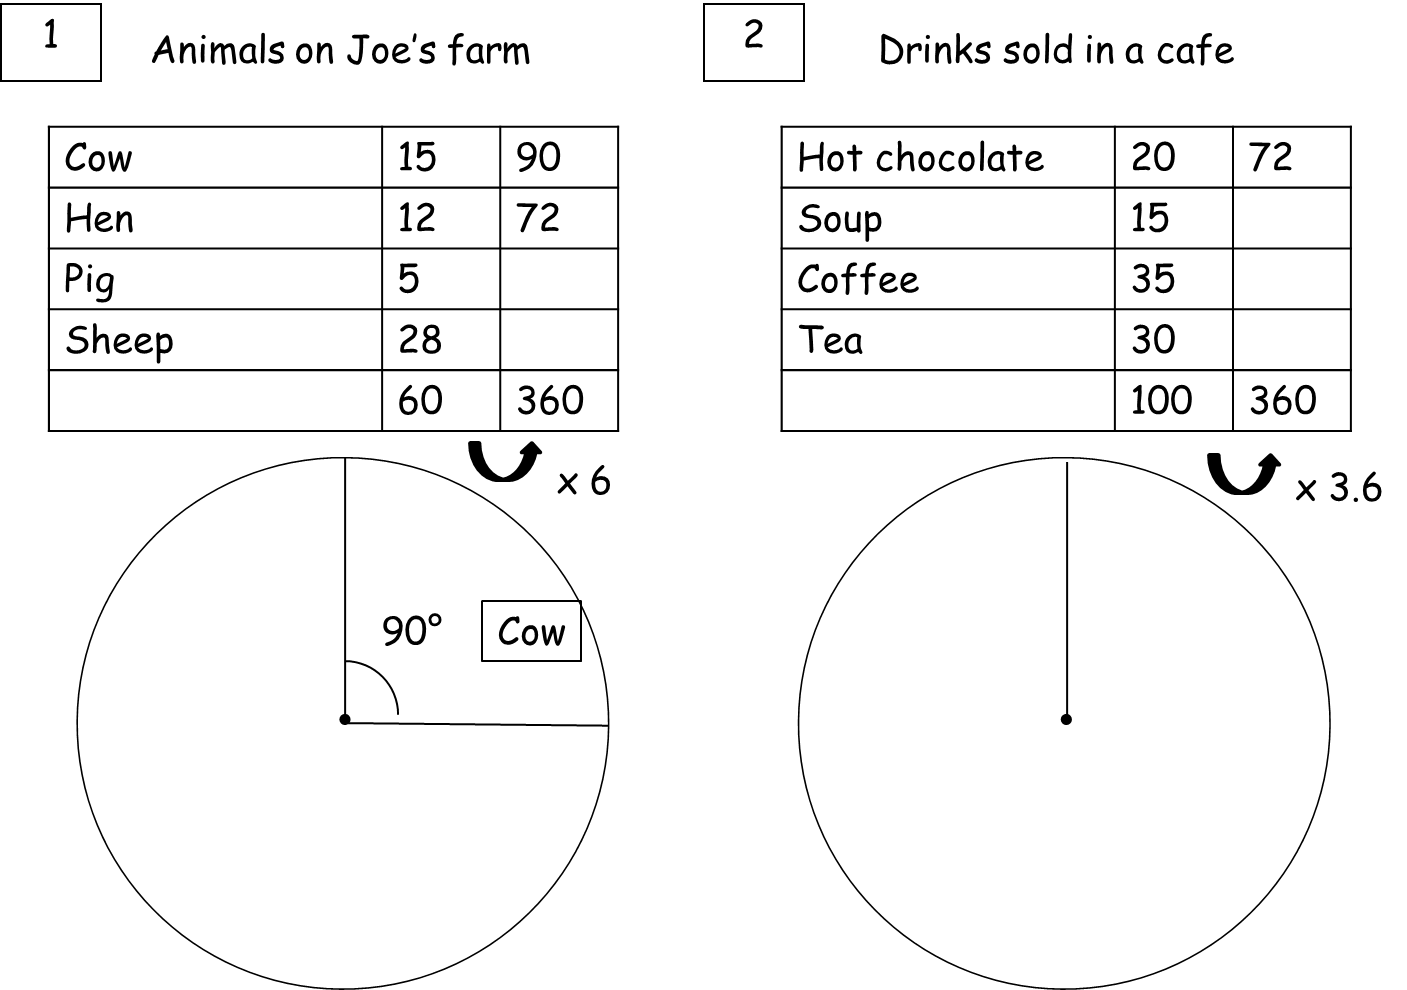 1
Animals on Joe's farm
Cow 15 90
Hen 12 72
Pig 5
Sheep 28
60 360
x 6
90°
Cow
2
Drinks sold in a cafe
Hot chocolate 20 72
Soup 15
Coffee 35
Tea 30
100 360
x 3.6